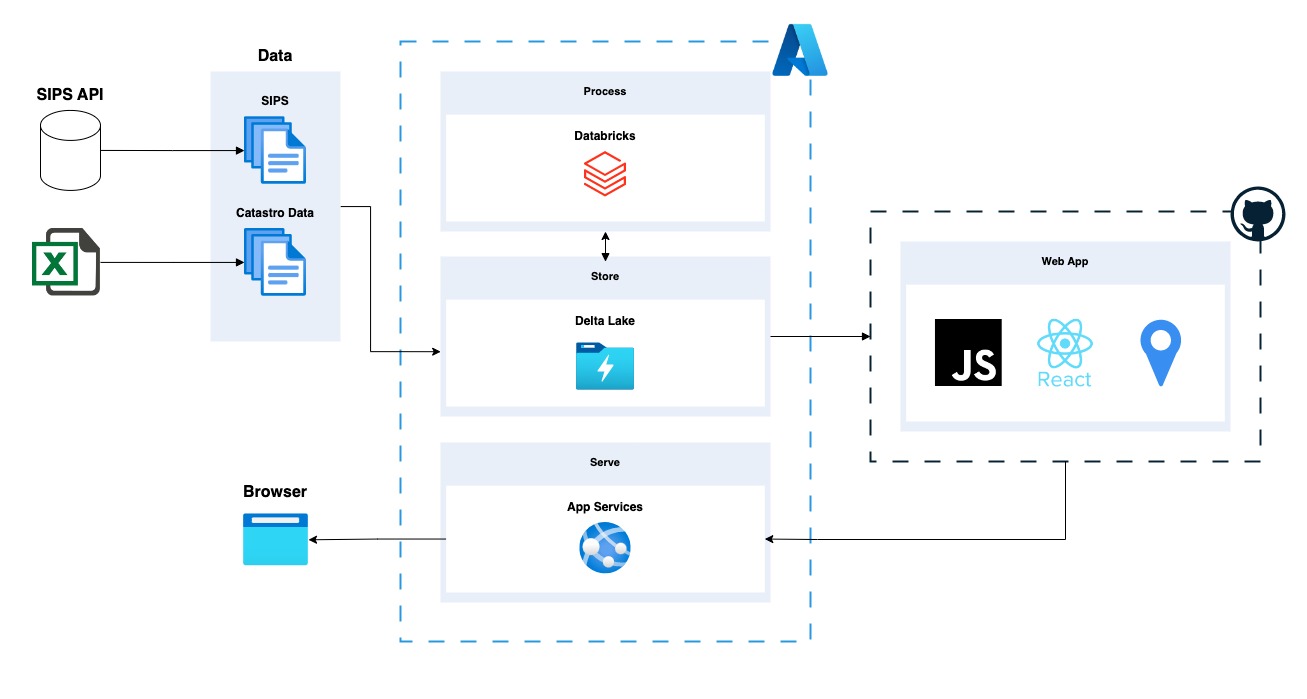 Data
SIPS API
SIPS
Catastro Data
X
Process
Databricks
Store
Delta Lake
Serve
App Services
Browser
Web App
JS
React